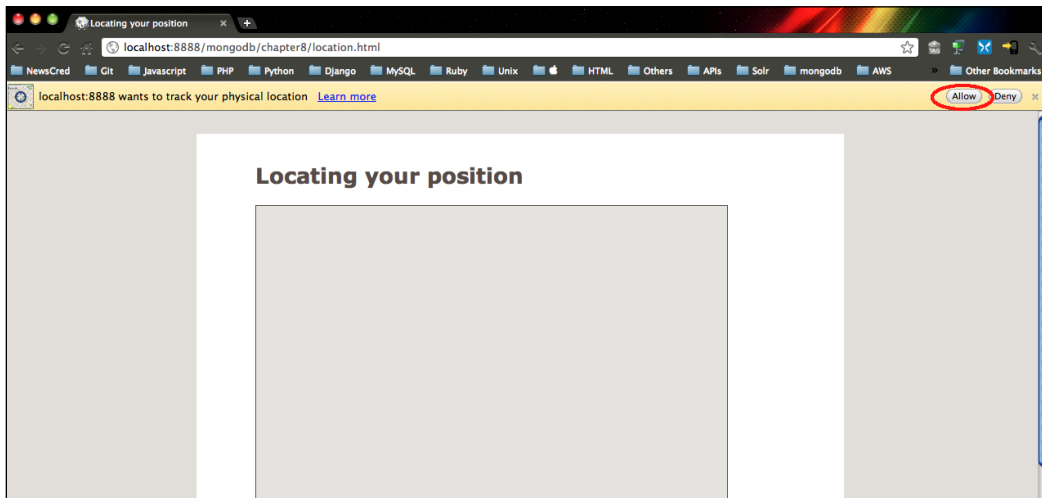 Locating your position
localhost:8888/mongodb/chapter8/location.html
NewsCred Git Javascript PHP Python Django MySQL Ruby Unix HTML Others APIs Solr mongodb AWS » Other Bookmarks
localhost:8888 wants to track your physical location Learn more Allow Deny
Locating your position